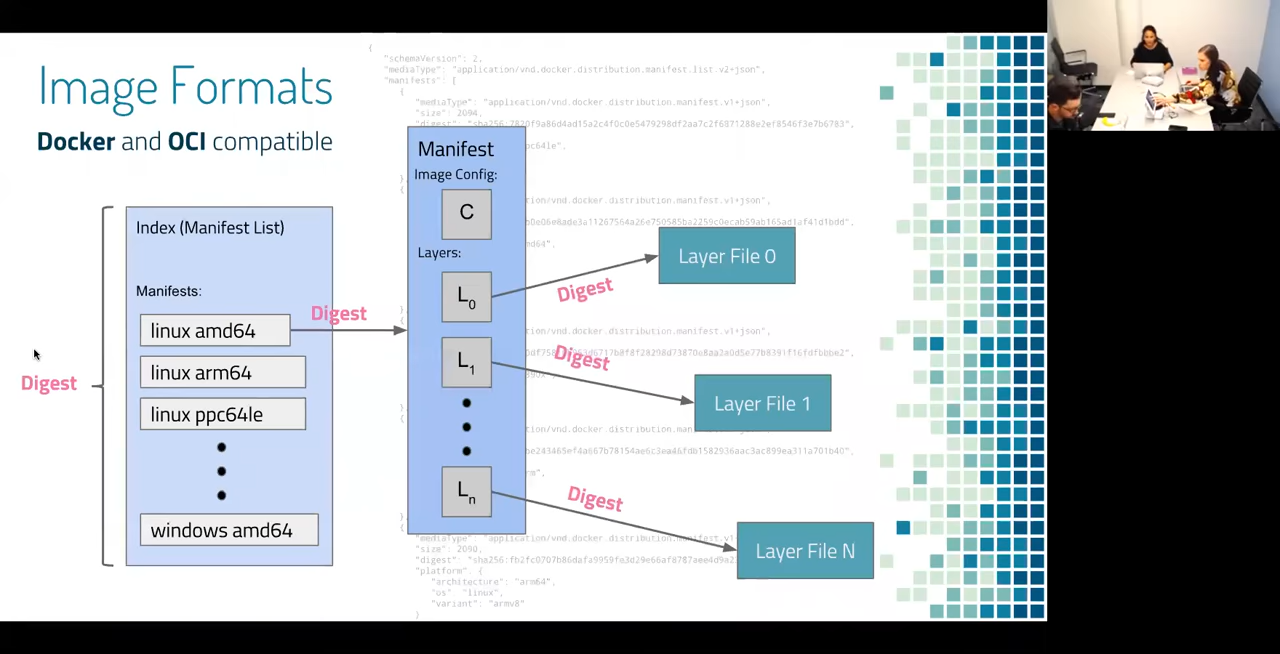 Image Formats
Docker and OCI compatible
Index (Manifest List)
Manifests:
linux amd64
linux arm64
linux ppc64le
windows amd64
Digest
Digest
Manifest
Image Config:
C
Layers:
L0
L1
Ln
Digest
Digest
Digest
Layer File 0
Layer File 1
Layer File N
{
"schemaVersion": 2,
"mediaType": "application/vnd.docker.distribution.manifest.list.v2+json",
"manifests": [
{
"mediaType": "application/vnd.docker.distribution.manifest.v1+json",
"size": 2094,
"size": 2090,
"platform": {
"architecture": "arm64",
"os": "linux",
"variant": "armv8"
}